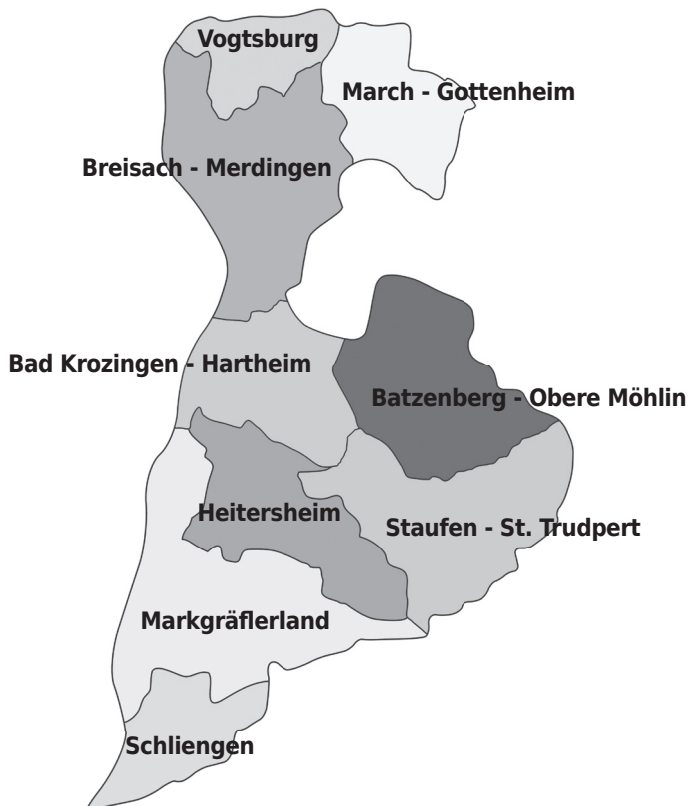 Vogtsburg
March - Gottenheim
Breisach - Merdingen
Bad Krozingen - Hartheim
Batzenberg - Obere Möhlin
Heitersheim
Staufen - St. Trudpert
Markgräflerland
Schliengen